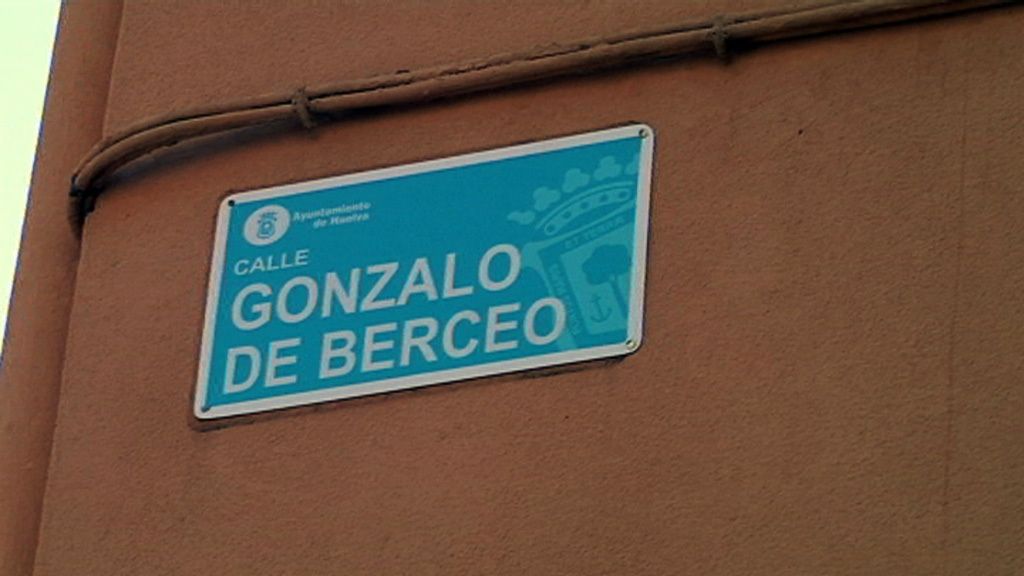 Ayuntamiento
de Huelva
CALLE
GONZALO
DE BERCEO